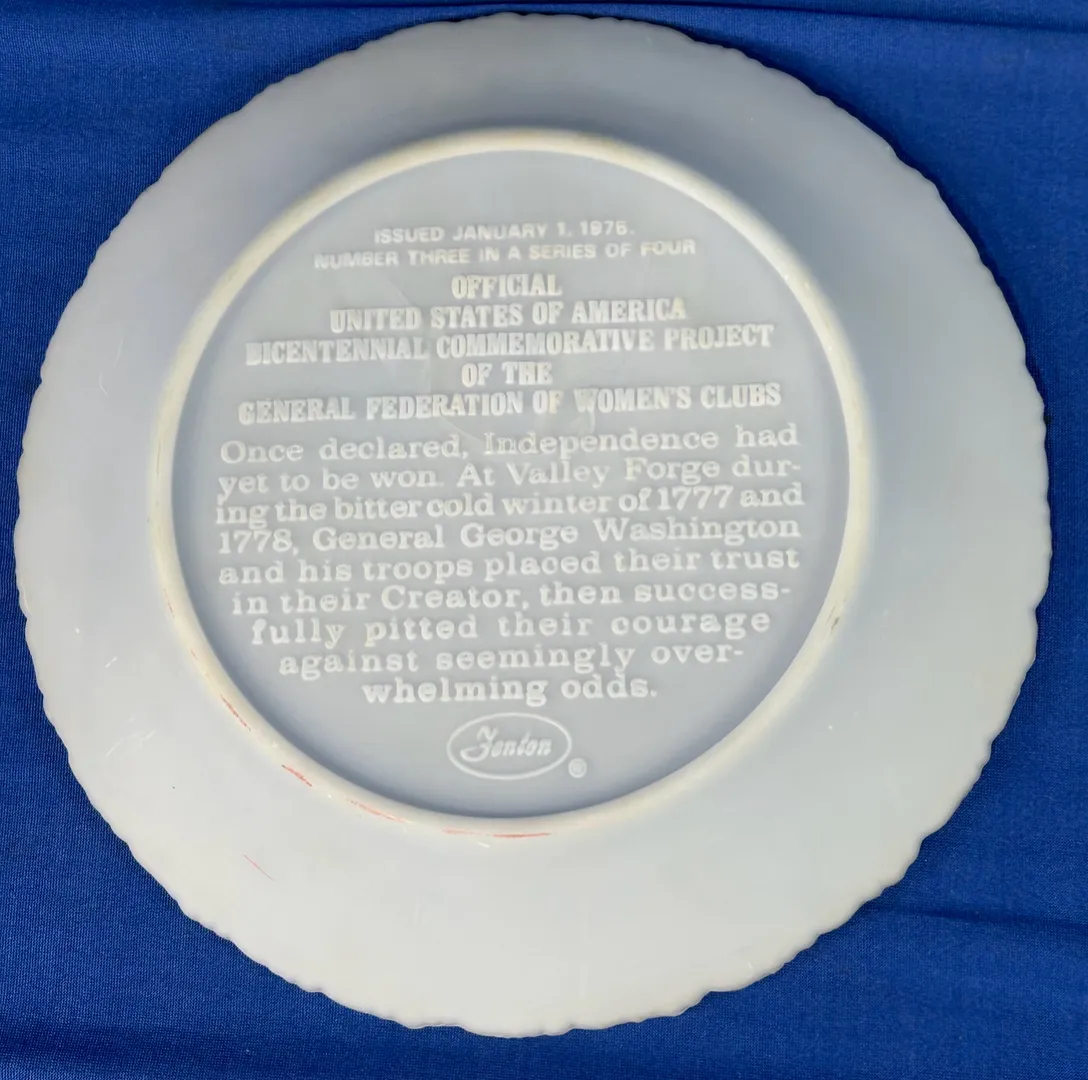 ISSUED JANUARY 1, 1976.
NUMBER THREE IN A SERIES OF FOUR
OFFICIAL
UNITED STATES OF AMERICA
BICENTENNIAL COMMEMORATIVE PROJECT
OF THE
GENERAL FEDERATION OF WOMEN'S CLUBS
Once declared, Independence had
yet to be won. At Valley Forge dur-
ing the bitter cold winter of 1777 and
1778, General George Washington
and his troops placed their trust
in their Creator, then success-
fully pitted their courage
against seemingly over-
whelming odds.
Fenton ®